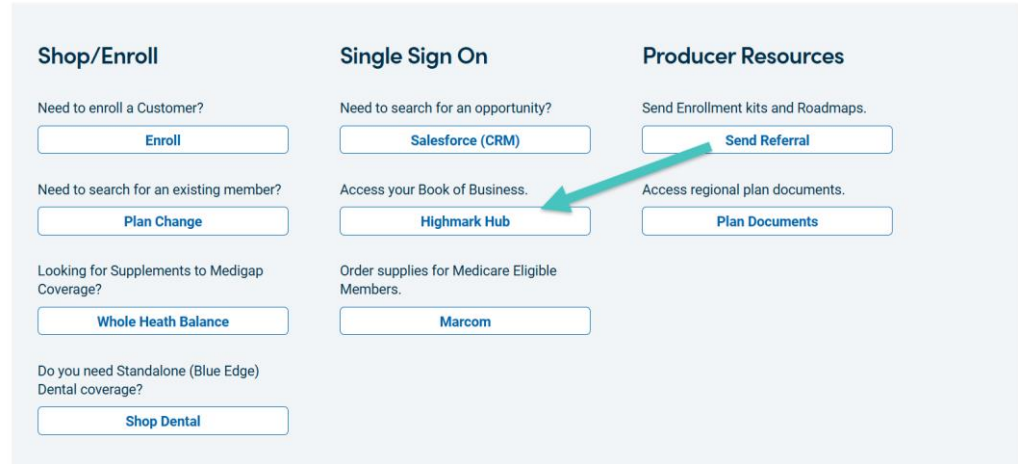 Shop/Enroll
Need to enroll a Customer?
Enroll
Need to search for an existing member?
Plan Change
Looking for Supplements to Medigap
Coverage?
Whole Heath Balance
Do you need Standalone (Blue Edge)
Dental coverage?
Shop Dental
Single Sign On
Need to search for an opportunity?
Salesforce (CRM)
Access your Book of Business.
Highmark Hub
Order supplies for Medicare Eligible
Members.
Marcom
Producer Resources
Send Enrollment kits and Roadmaps.
Send Referral
Access regional plan documents.
Plan Documents